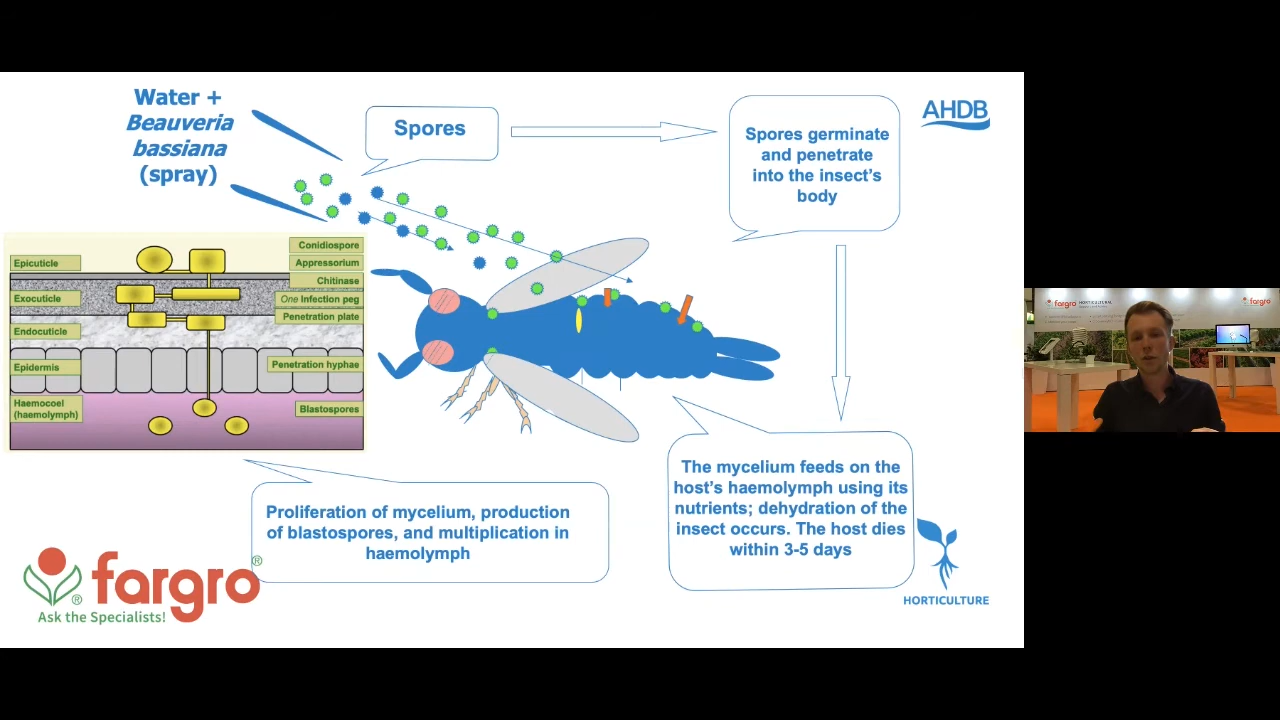 Water +
Beauveria
bassiana
(spray)
Spores
Spores germinate
and penetrate
into the insect's
body
AHDB
Conidiospore
Epicuticle
Appressorium
Chitinase
Exocuticle
One Infection peg
Penetration plate
Endocuticle
Epidermis
Penetration hyphae
Haemocoel
(haemolymph)
Blastospores
The mycelium feeds on the
host's haemolymph using its
nutrients; dehydration of the
insect occurs. The host dies
within 3-5 days
Proliferation of mycelium, production
of blastospores, and multiplication in
haemolymph
fargro®
®
Ask the Specialists!
HORTICULTURE
fargro HORTICULTURAL
fargro